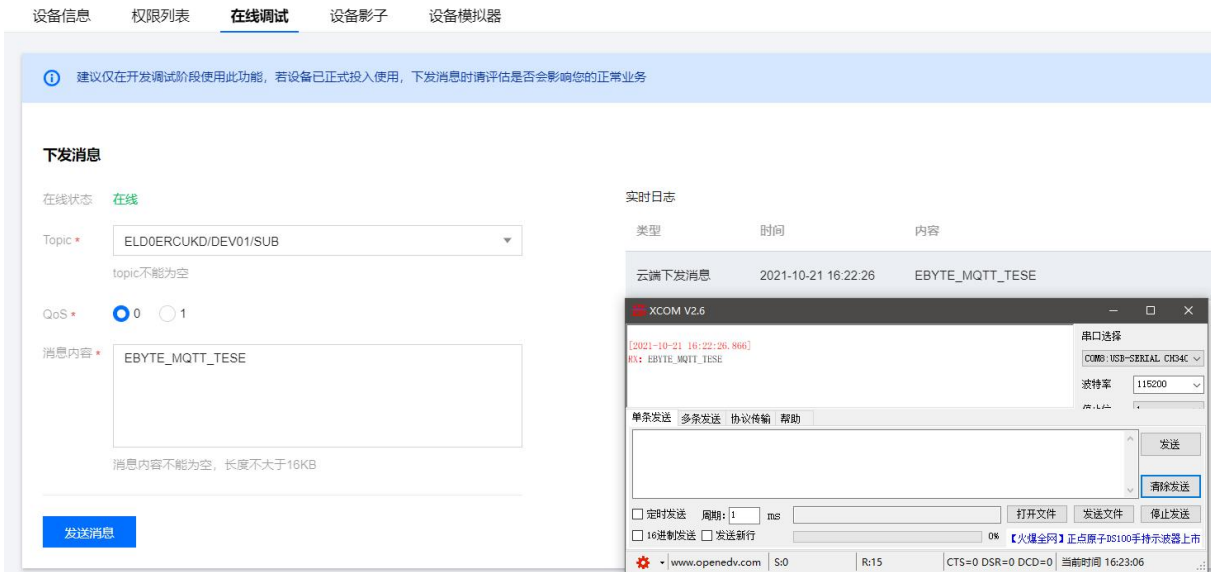 设备信息 权限列表 在线调试 设备影子 设备模拟器
建议仅在开发调试阶段使用此功能，若设备已正式投入使用，下发消息时请评估是否会影响您的正常业务
下发消息
在线状态 在线
Topic * ELD0ERCUKD/DEV01/SUB
topic不能为空
QoS * 0 1
消息内容 * EBYTE_MQTT_TESE
消息内容不能为空，长度不大于16KB
发送消息
实时日志
类型 时间 内容
云端下发消息 2021-10-21 16:22:26 EBYTE_MQTT_TESE
XCOM V2.6
[2021-10-21 16:22:26.866]
RX: EBYTE_MQTT_TESE
串口选择
COM8:USB-SERIAL CH34C
波特率 115200
单条发送 多条发送 协议传输 帮助
发送
清除发送
定时发送 周期: 1 ms 打开文件 发送文件 停止发送
16进制发送 发送新行 0% 【火爆全网】正点原子DS100手持示波器上市
www.openedv.com S:0 R:15 CTS=0 DSR=0 DCD=0 当前时间 16:23:06